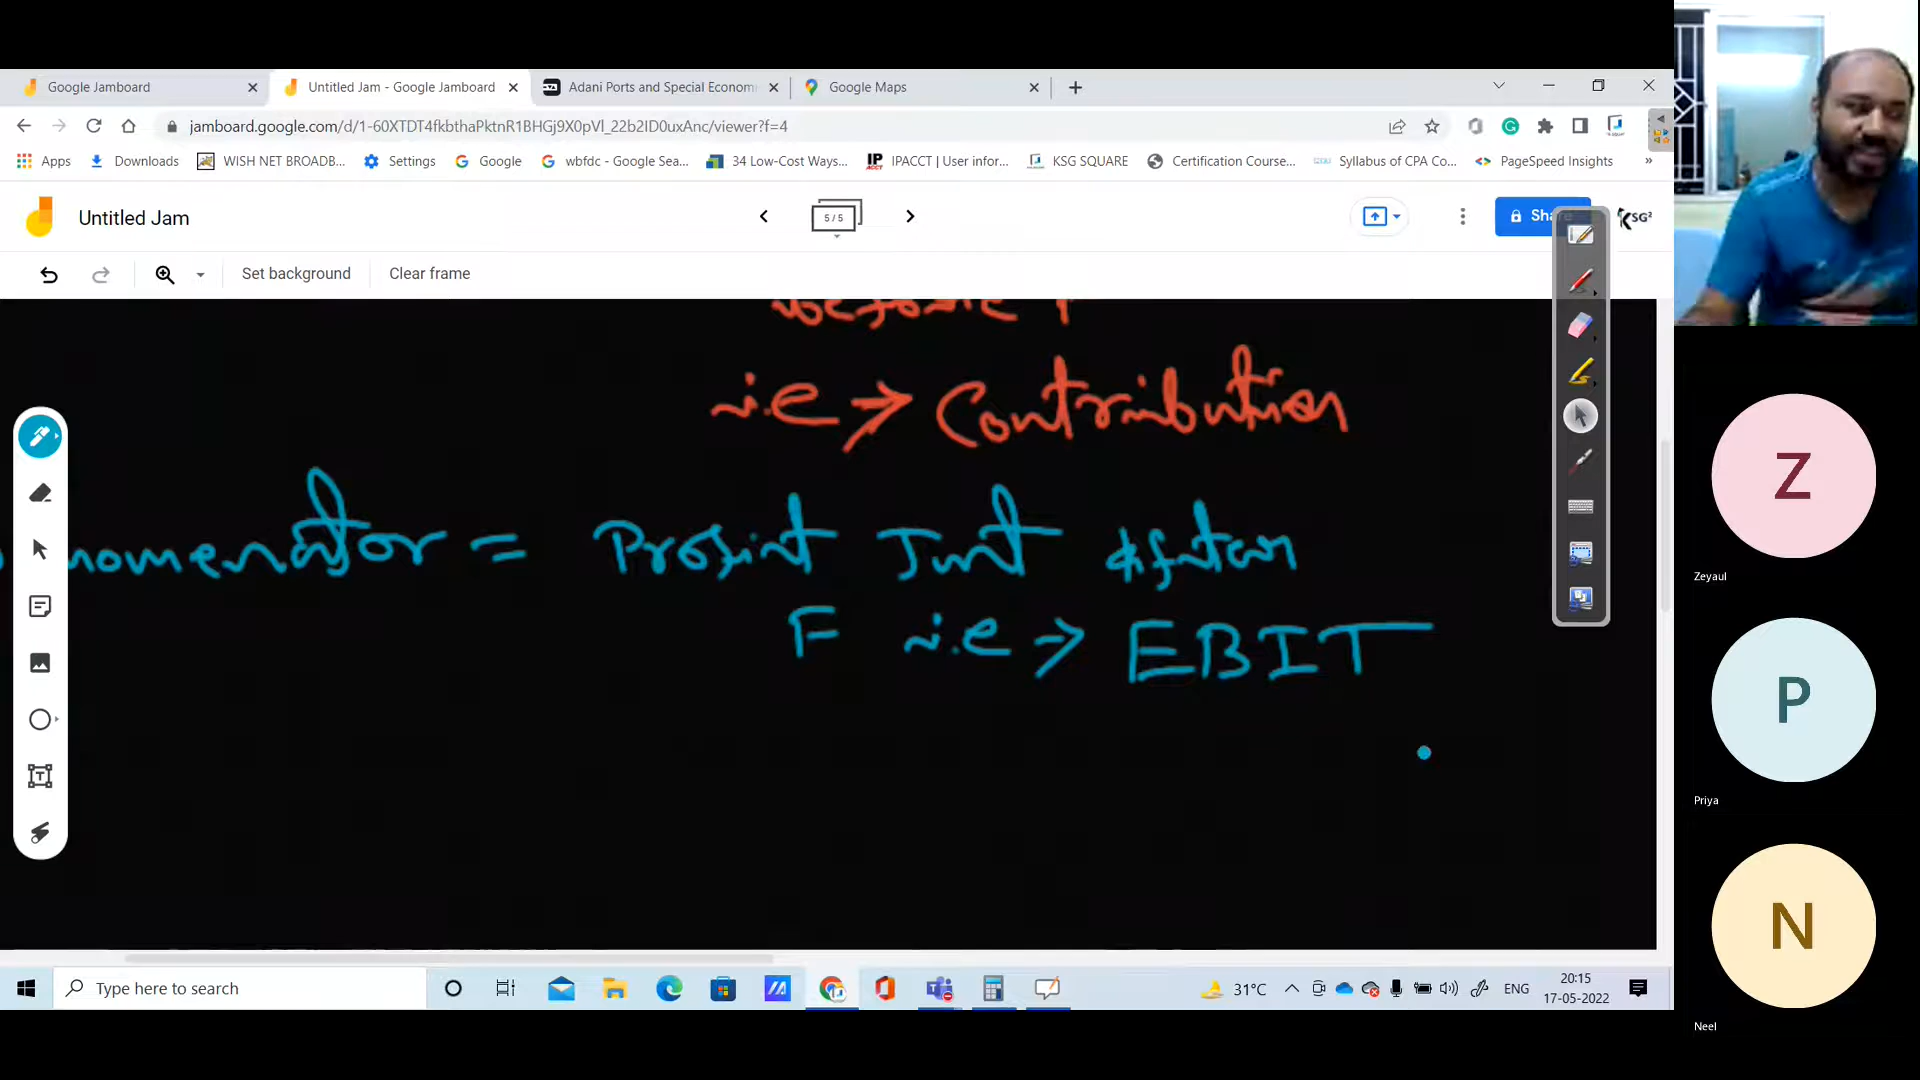 Google Jamboard
Untitled Jam - Google Jamboard
Adani Ports and Special Econom
Google Maps
jamboard.google.com/d/1-60XTDT4fkbthaPktnR1BHGj9X0pVl_22b2ID0uxAnc/viewer?f=4
Apps
Downloads
WISH NET BROADB...
Settings
Google
wbfdc - Google Sea...
34 Low-Cost Ways...
IPACCT | User infor...
KSG SQUARE
Certification Course...
Syllabus of CPA Co...
PageSpeed Insights
Untitled Jam
5 / 5
Set background
Clear frame
before F
i.e → Contribution
nomenator = Profit Just after
F i.e → EBIT
Type here to search
31°C
ENG
20:15
17-05-2022
Z
Zeyaul
P
Priya
N
Neel